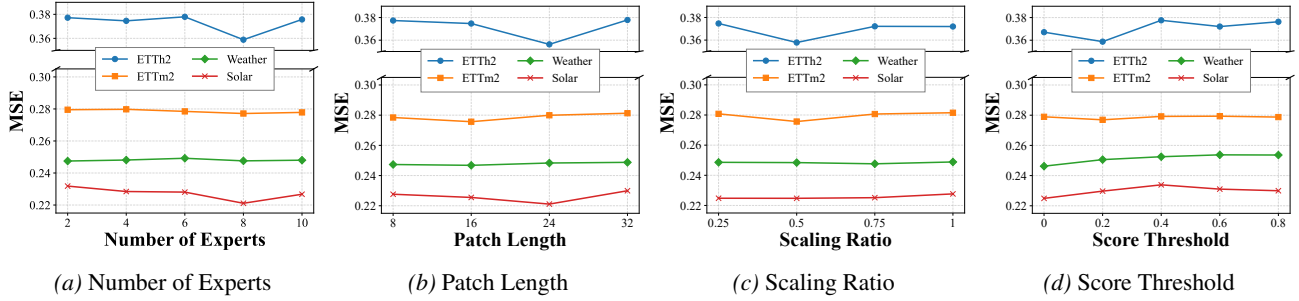 0.38
0.36
ETTh2
ETTm2
Weather
Solar
0.30
0.28
0.26
0.24
0.22
MSE
2 4 6 8 10
Number of Experts
(a) Number of Experts
0.38
0.36
ETTh2
ETTm2
Weather
Solar
0.30
0.28
0.26
0.24
0.22
MSE
8 16 24 32
Patch Length
(b) Patch Length
0.38
0.36
ETTh2
ETTm2
Weather
Solar
0.30
0.28
0.26
0.24
0.22
MSE
0.25 0.5 0.75 1
Scaling Ratio
(c) Scaling Ratio
0.38
0.36
ETTh2
ETTm2
Weather
Solar
0.30
0.28
0.26
0.24
0.22
MSE
0 0.2 0.4 0.6 0.8
Score Threshold
(d) Score Threshold